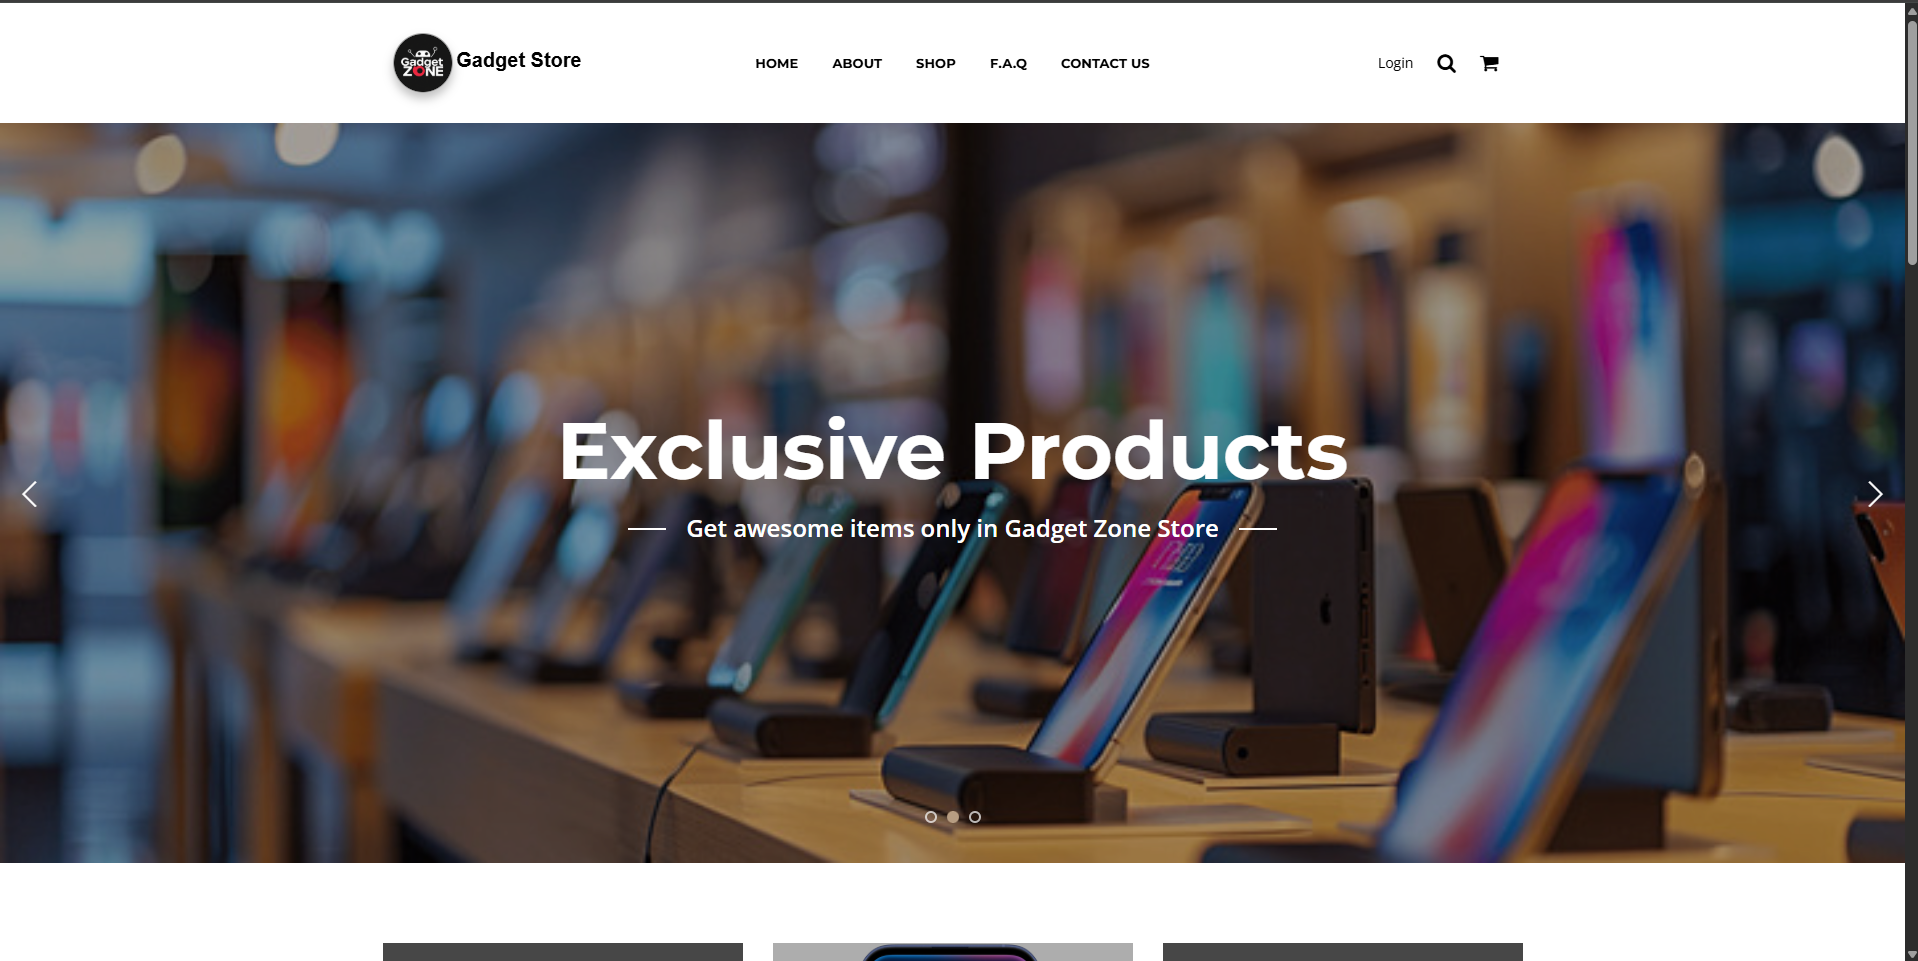 Gadget
ZONE
Gadget Store
HOME
ABOUT
SHOP
F.A.Q
CONTACT US
Login
Exclusive Products
Get awesome items only in Gadget Zone Store